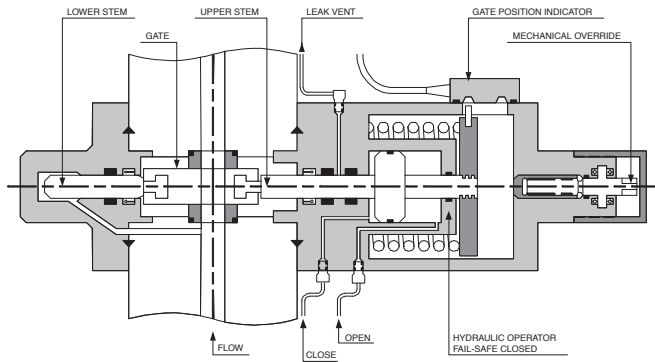 LOWER STEM
GATE
UPPER STEM
LEAK VENT
GATE POSITION INDICATOR
MECHANICAL OVERRIDE
FLOW
CLOSE
OPEN
HYDRAULIC OPERATOR
FAIL-SAFE CLOSED